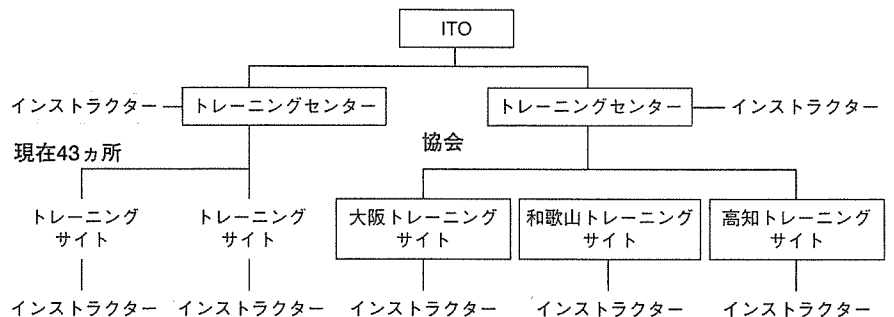 ITO
インストラクター
トレーニングセンター
トレーニングセンター
インストラクター
現在43ヵ所
協会
トレーニング
サイト
トレーニング
サイト
大阪トレーニング
サイト
和歌山トレーニング
サイト
高知トレーニング
サイト
インストラクター
インストラクター
インストラクター
インストラクター
インストラクター